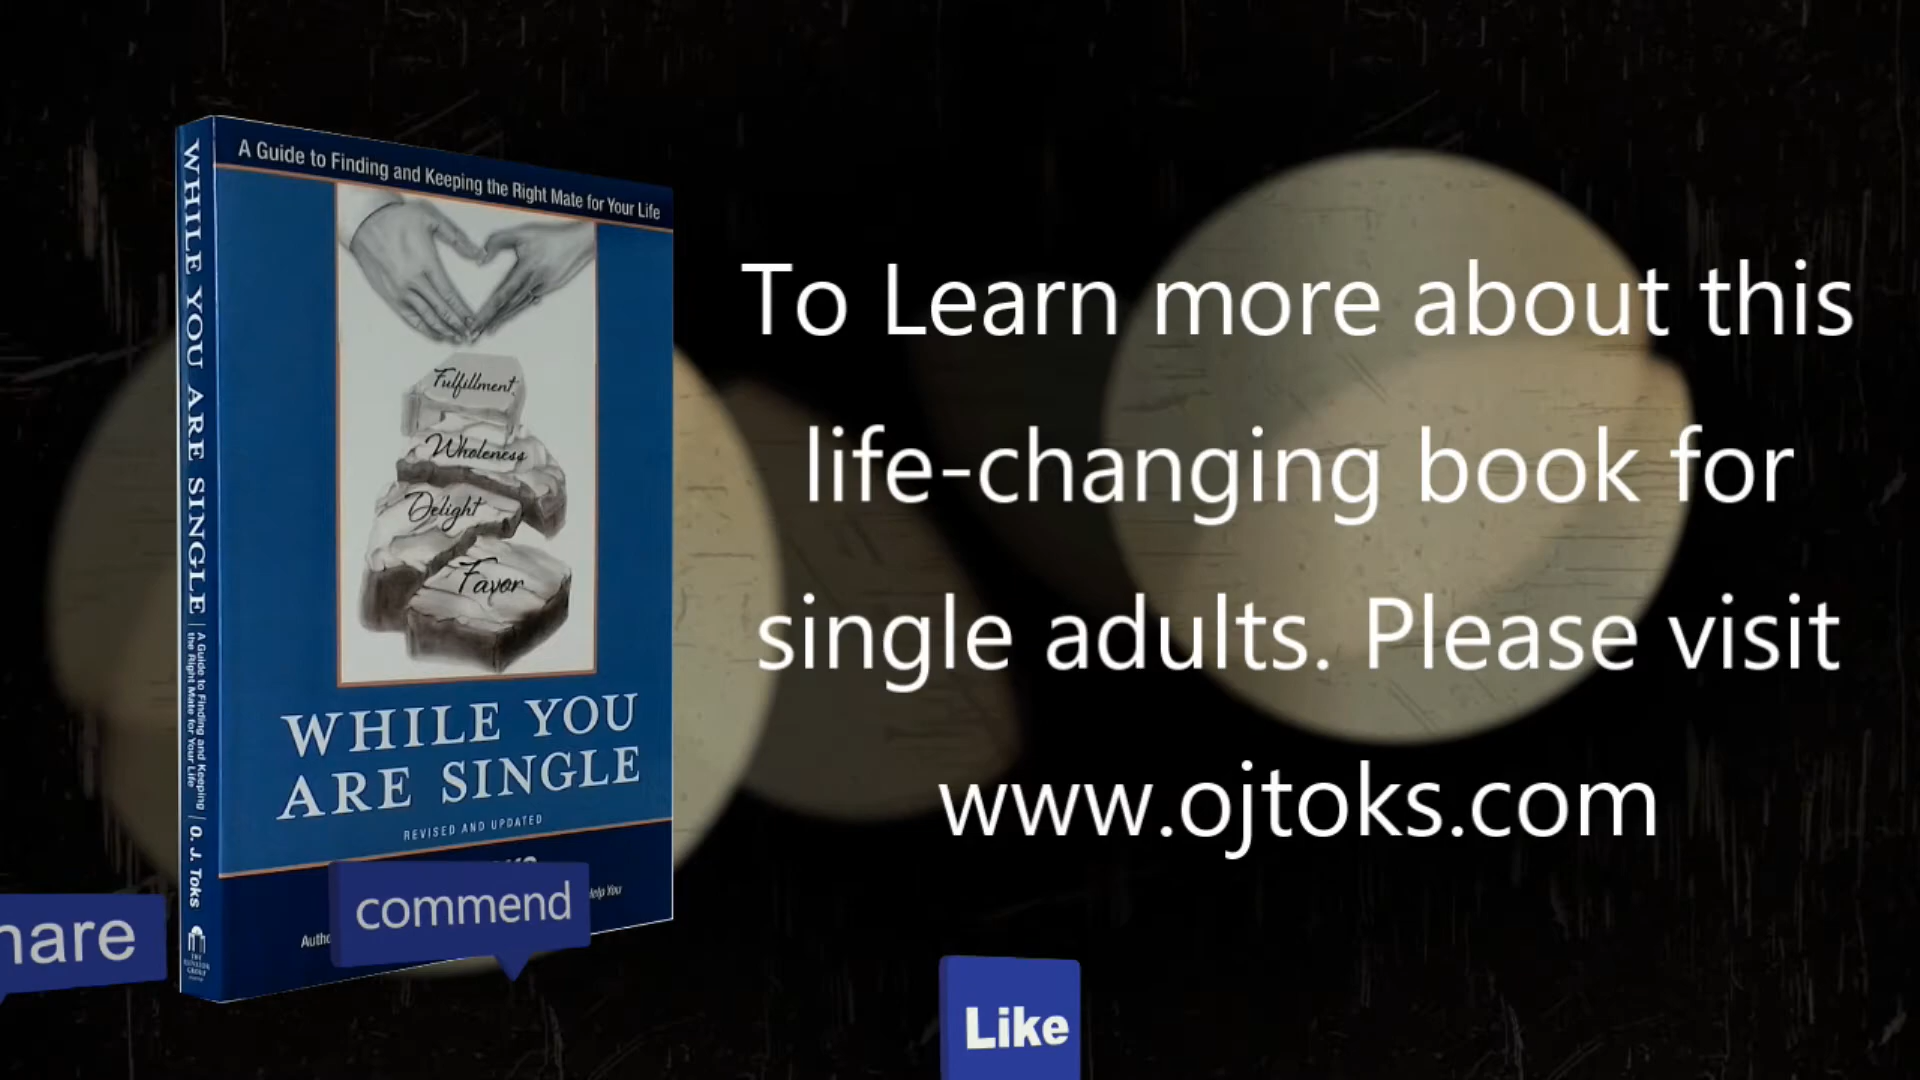 A Guide to Finding and Keeping the Right Mate for Your Life
Fulfillment
Wholeness
Delight
Favor
WHILE YOU
ARE SINGLE
REVISED AND UPDATED
Help You
WHILE YOU ARE SINGLE
A Guide to Finding and Keeping
the Right Mate for Your Life
O. J. Toks
To Learn more about this
life-changing book for
single adults. Please visit
www.ojtoks.com
hare
commend
Like